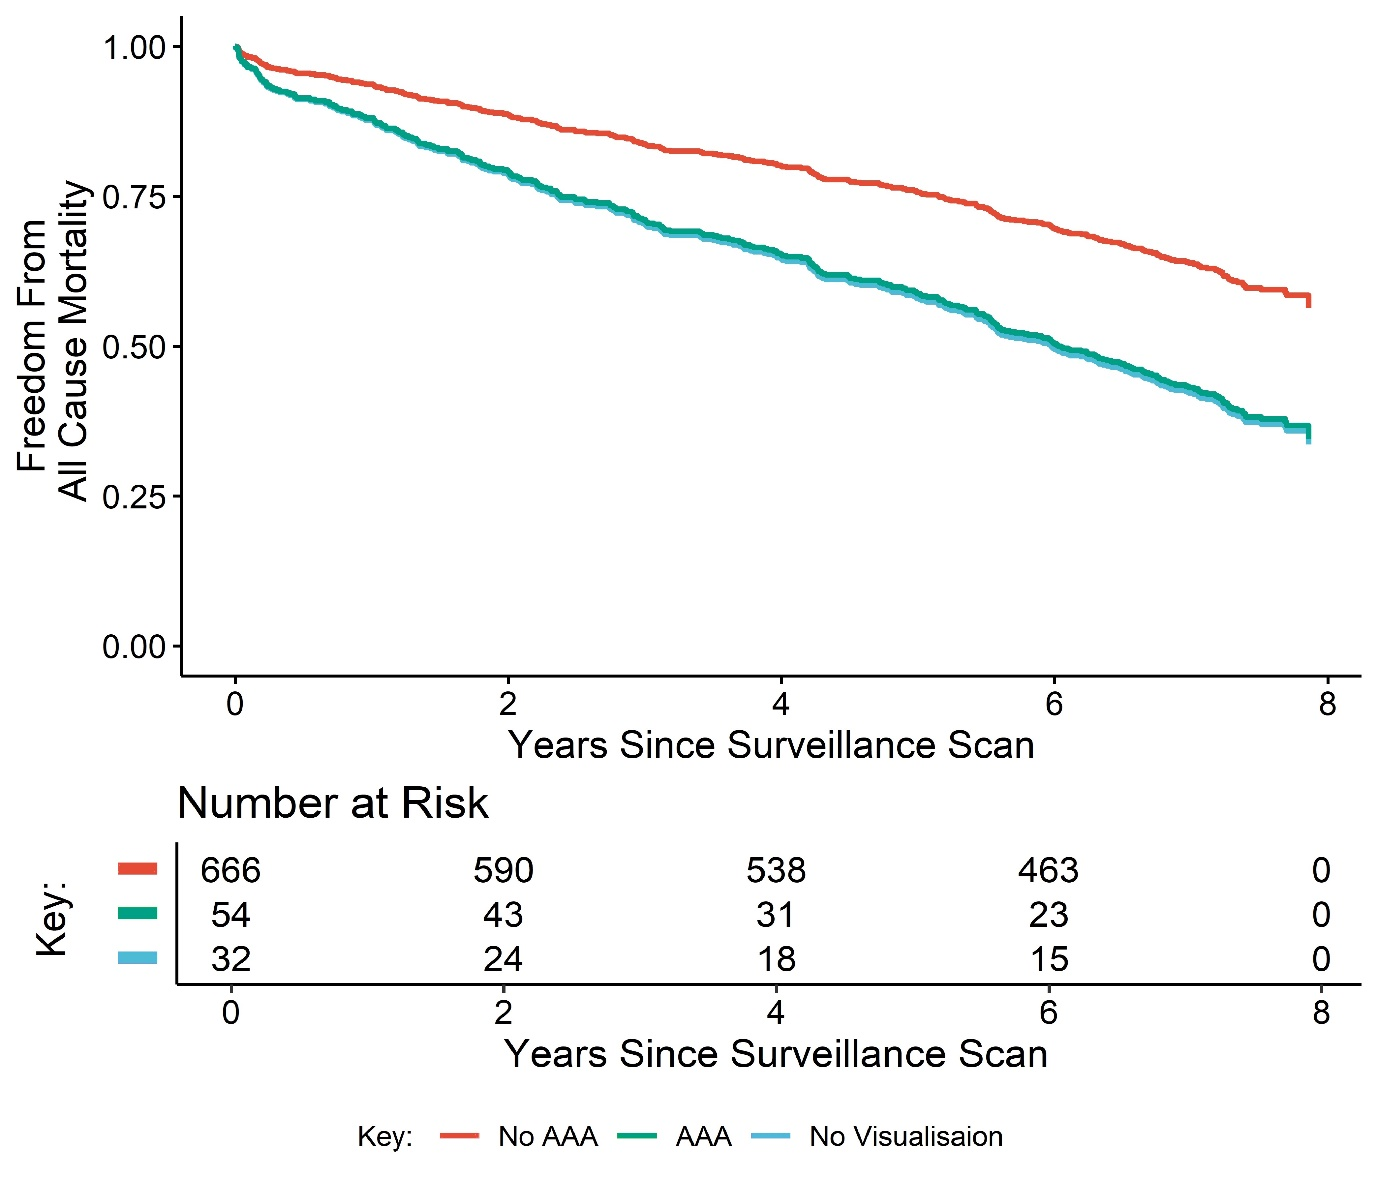 Freedom From
All Cause Mortality
1.00
0.75
0.50
0.25
0.00
0 2 4 6 8
Years Since Surveillance Scan
Number at Risk
Key:
666 590 538 463 0
54 43 31 23 0
32 24 18 15 0
0 2 4 6 8
Years Since Surveillance Scan
Key: No AAA AAA No Visualisaion